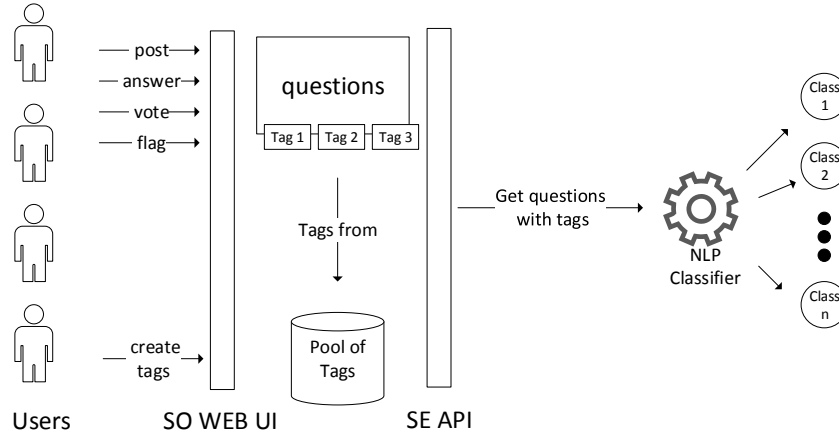 post
answer
vote
flag
create
tags
Users
SO WEB UI
questions
Tag 1
Tag 2
Tag 3
Tags from
Pool of
Tags
SE API
Get questions
with tags
NLP
Classifier
Class
1
Class
2
Class
n